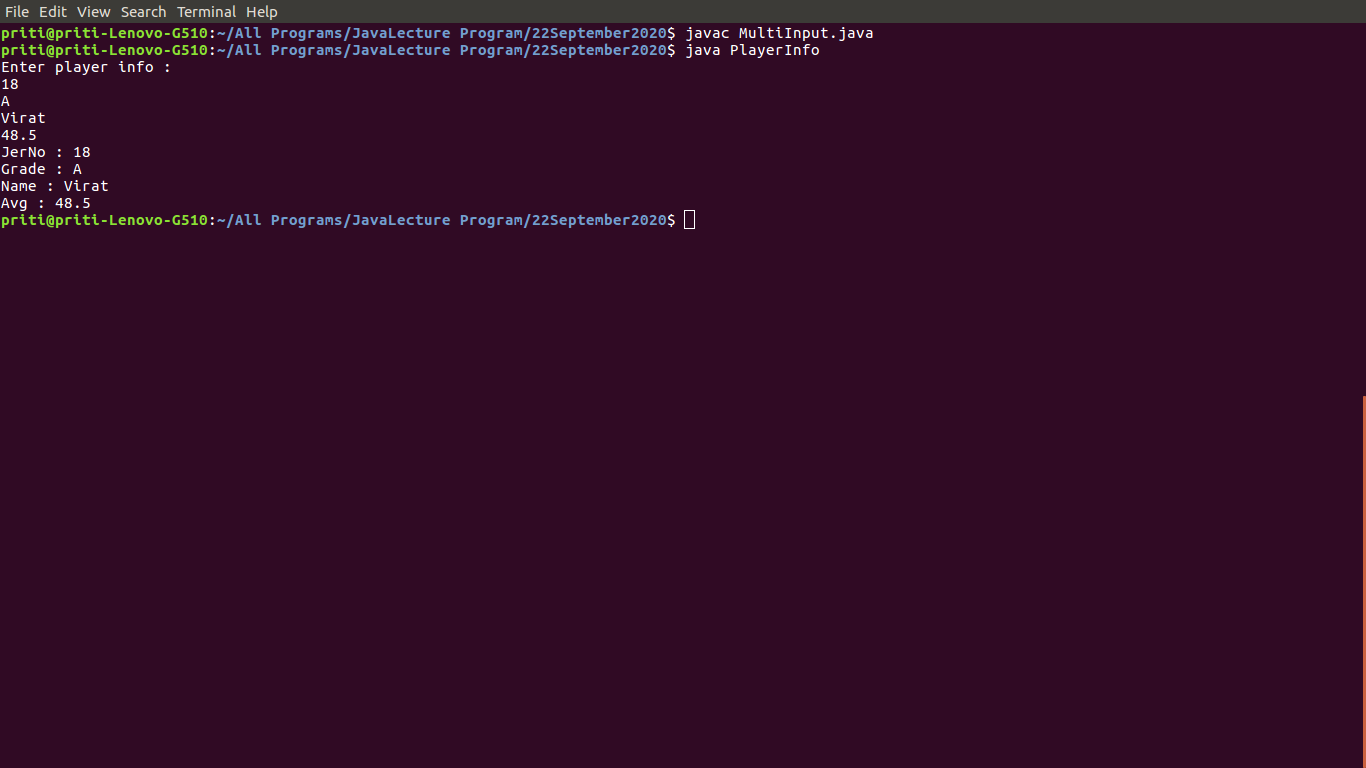 File Edit View Search Terminal Help
priti@priti-Lenovo-G510:~/All Programs/JavaLecture Program/22September2020$ javac MultiInput.java
priti@priti-Lenovo-G510:~/All Programs/JavaLecture Program/22September2020$ java PlayerInfo
Enter player info :
18
A
Virat
48.5
JerNo : 18
Grade : A
Name : Virat
Avg : 48.5
priti@priti-Lenovo-G510:~/All Programs/JavaLecture Program/22September2020$